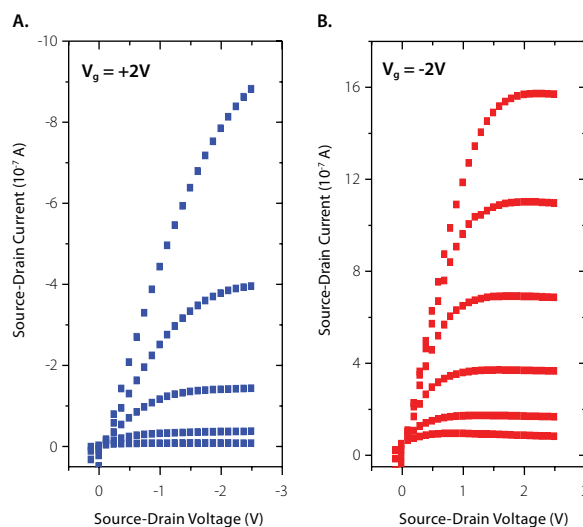 A.
V_g = +2V
Source-Drain Current (10⁻⁷ A)
-10
-8
-6
-4
-2
0
0
-1
-2
-3
Source-Drain Voltage (V)
B.
V_g = -2V
Source-Drain Current (10⁻⁷ A)
16
12
8
4
0
0
1
2
3
Source-Drain Voltage (V)